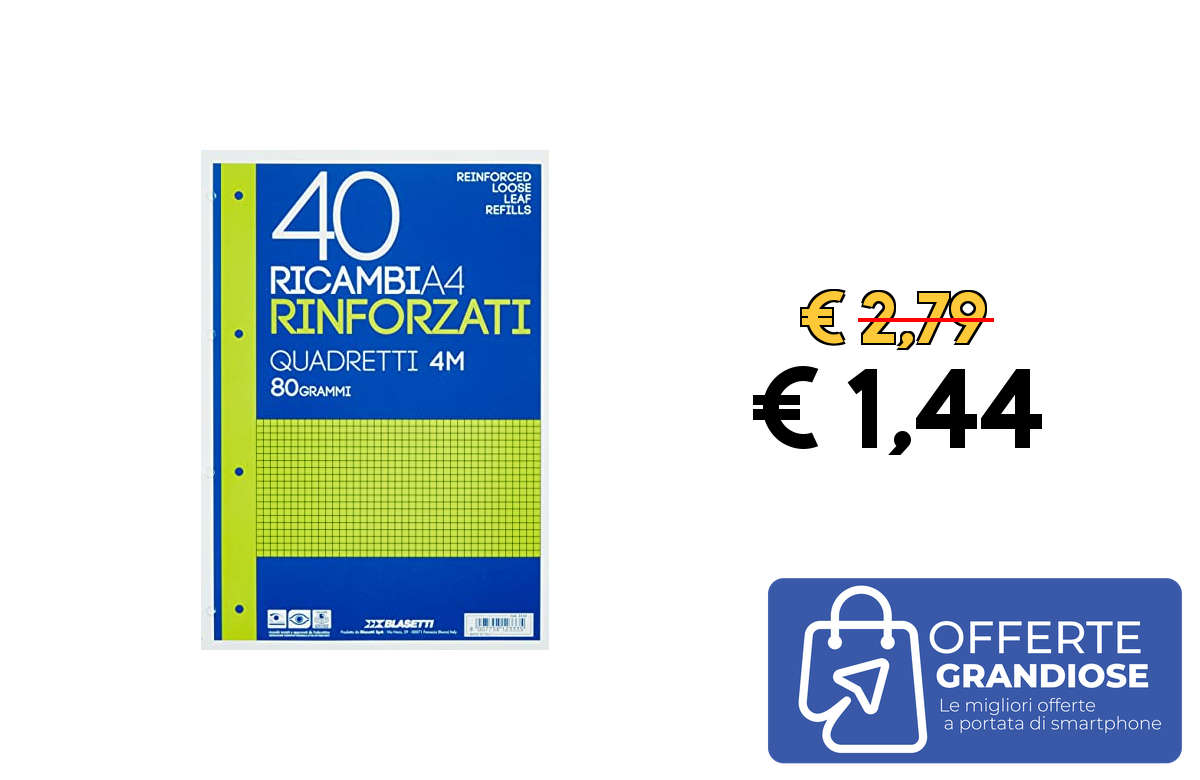 40
REINFORCED
LOOSE
LEAF
REFILLS
RICAMBI A4
RINFORZATI
QUADRETTI 4M
80 GRAMMI
BLASETTI
€ 2,79
€ 1,44
OFFERTE
GRANDIOSE
Le migliori offerte
a portata di smartphone